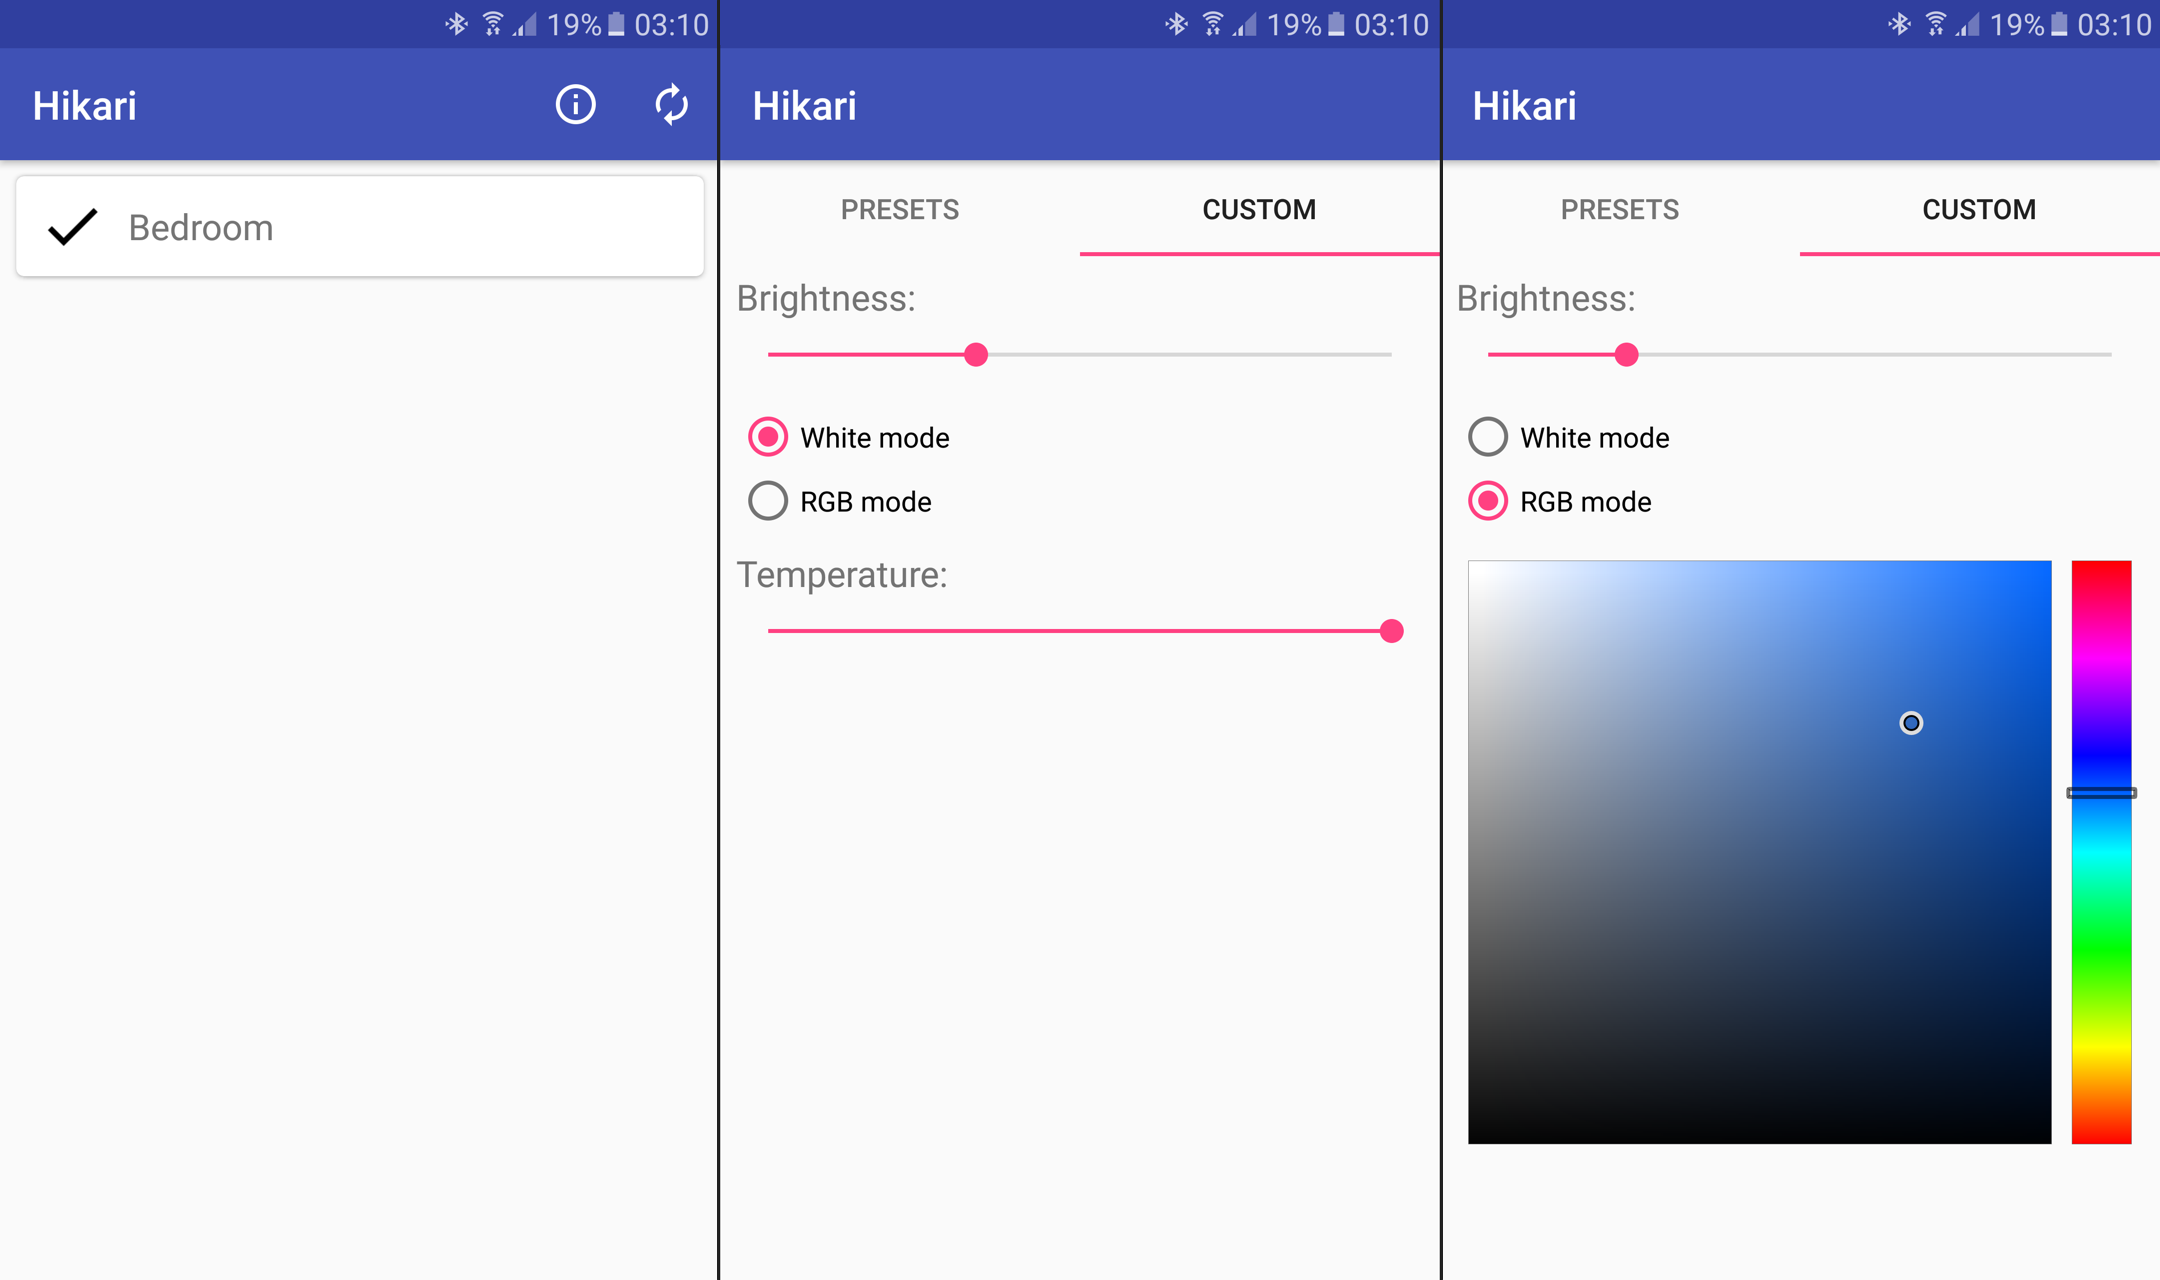 19% 03:10
Hikari
Bedroom
19% 03:10
Hikari
PRESETS CUSTOM
Brightness:
White mode
RGB mode
Temperature:
19% 03:10
Hikari
PRESETS CUSTOM
Brightness:
White mode
RGB mode